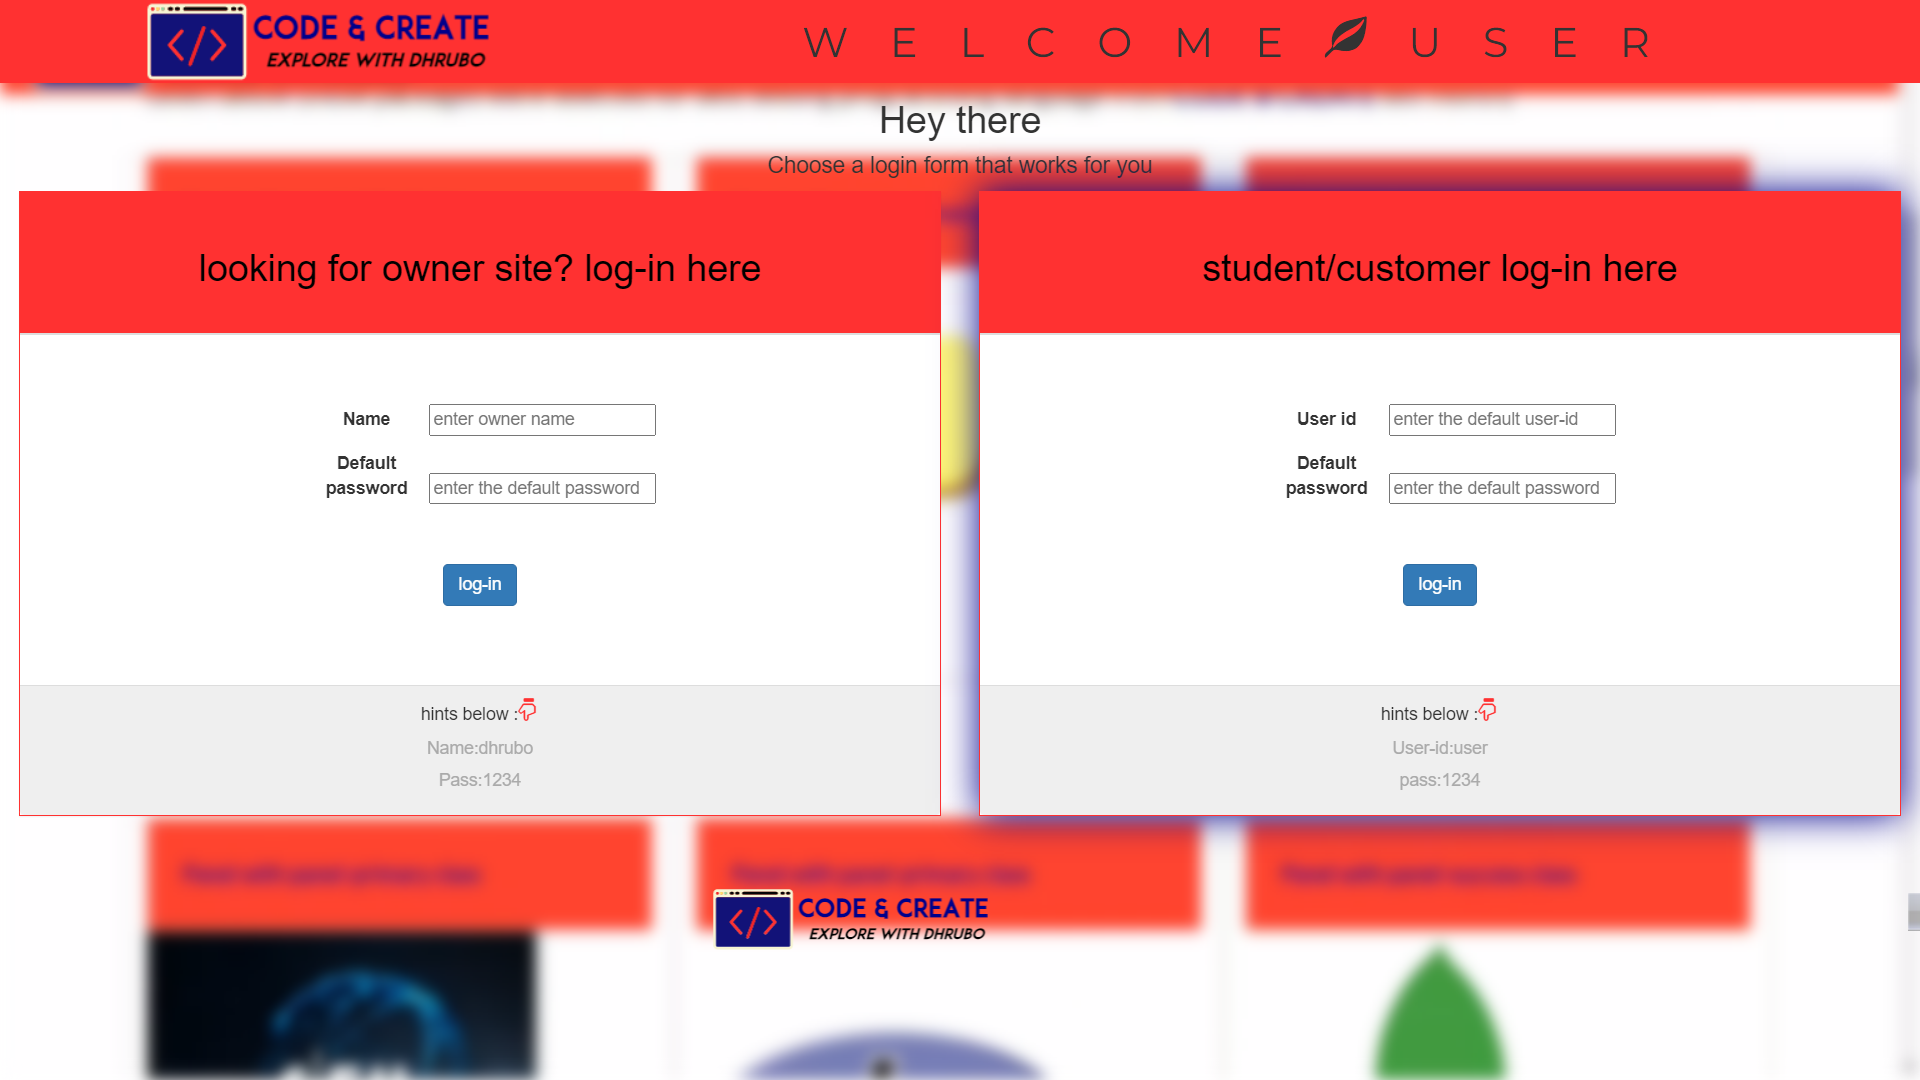 CODE & CREATE
EXPLORE WITH DHRUBO
WELCOME USER
Hey there
Choose a login form that works for you
looking for owner site? log-in here
Name
enter owner name
Default
password
enter the default password
log-in
hints below :
Name:dhrubo
Pass:1234
student/customer log-in here
User id
enter the default user-id
Default
password
enter the default password
log-in
hints below :
User-id:user
pass:1234
CODE & CREATE
EXPLORE WITH DHRUBO